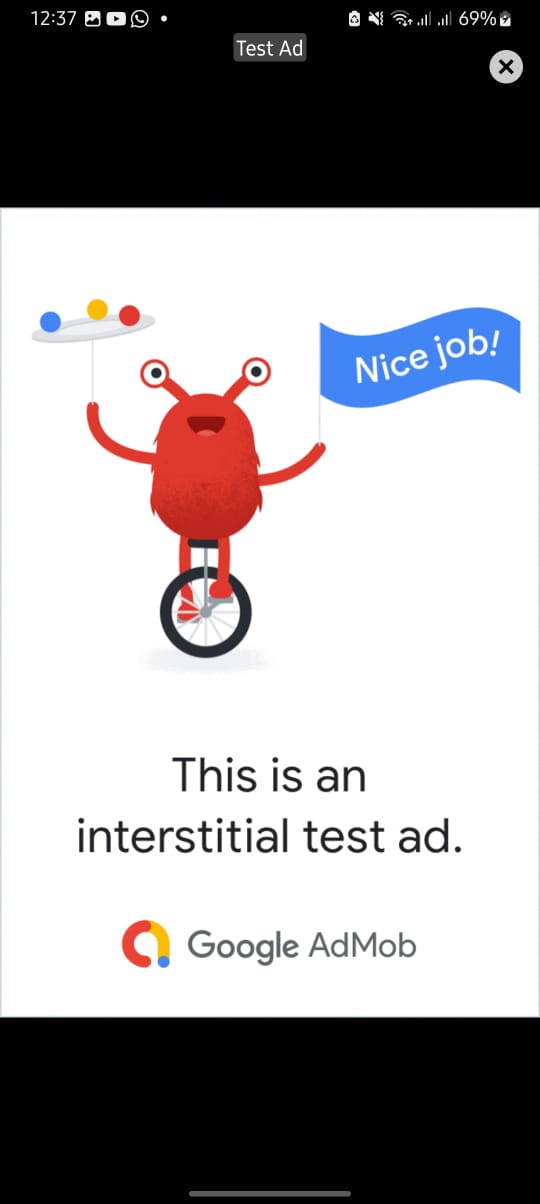 12:37 69%
Test Ad
Nice job!
This is an
interstitial test ad.
Google AdMob